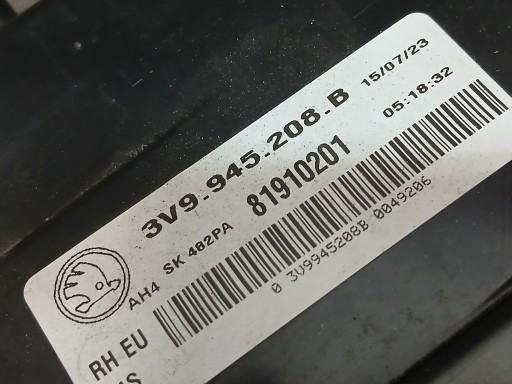 3V9.945.208.B 15/07/23
AH4 SK 482PA 81910201 05:18:32
0 3V9945208B 0049206
RH EU